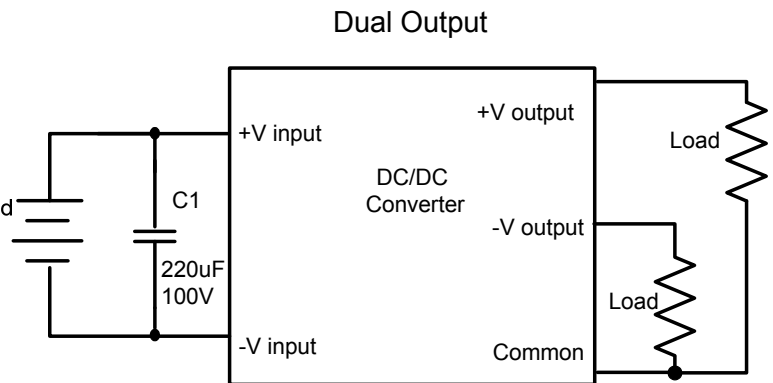 Dual Output
+V input
+V output
Load
DC/DC
Converter
d
C1
-V output
220uF
100V
Load
-V input
Common